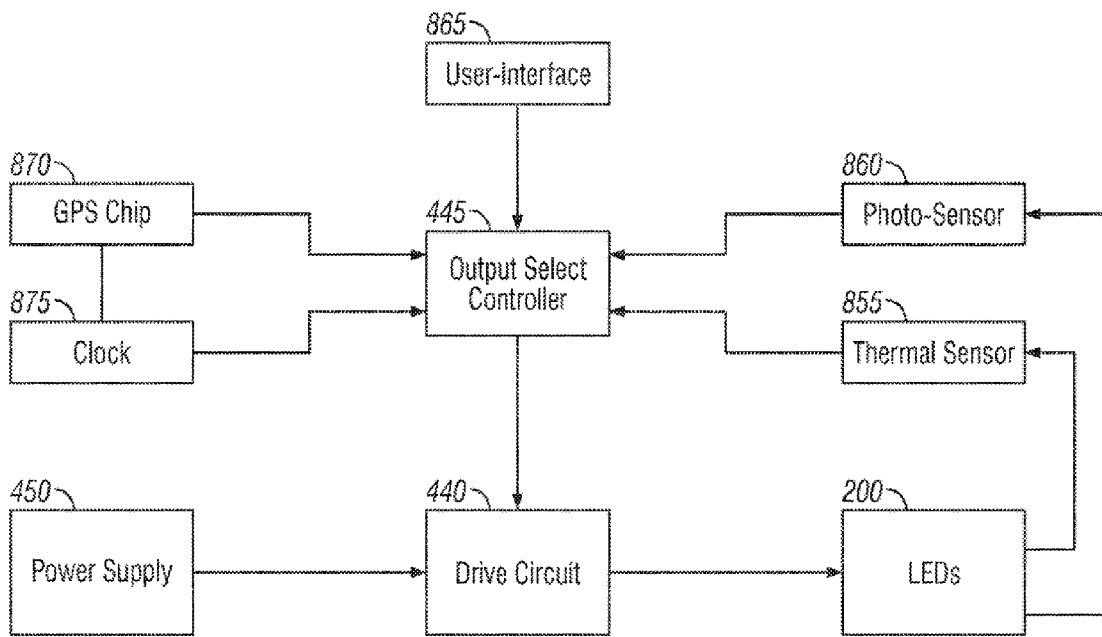 865
User-Interface
870
GPS Chip
445
Output Select
Controller
860
Photo-Sensor
875
Clock
855
Thermal Sensor
450
Power Supply
440
Drive Circuit
200
LEDs